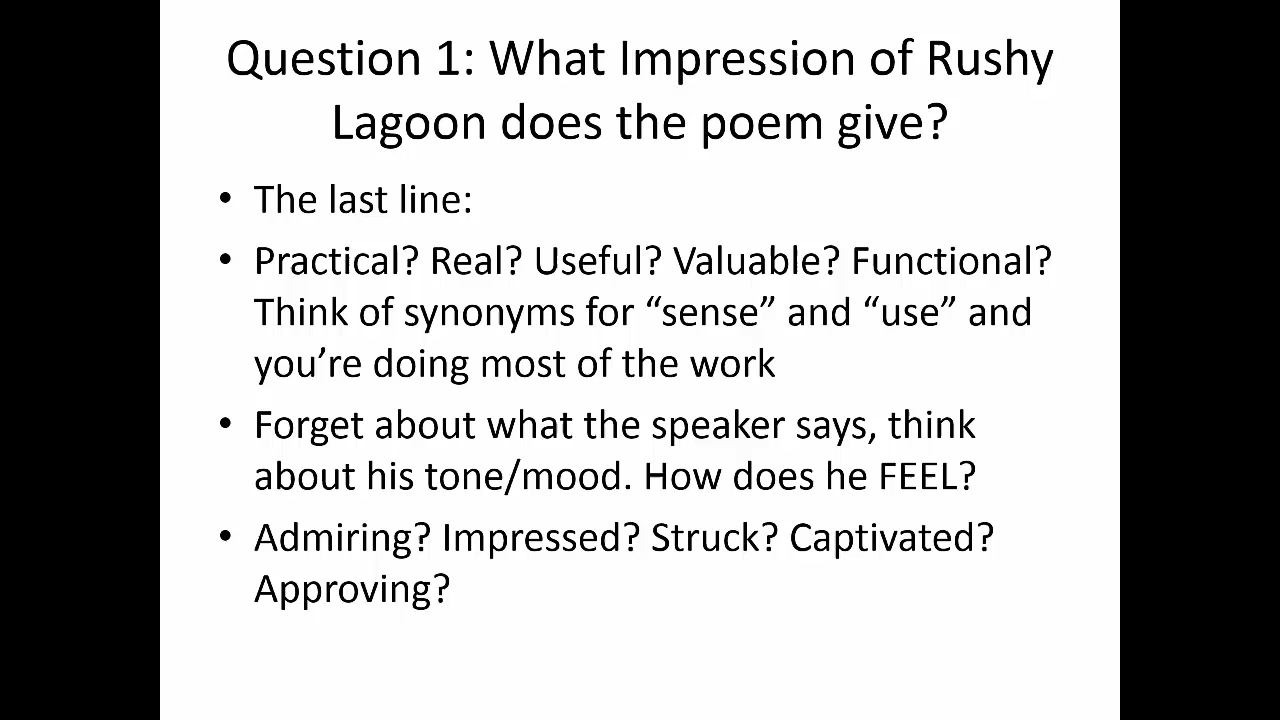 Question 1: What Impression of Rushy
Lagoon does the poem give?
• The last line:
• Practical? Real? Useful? Valuable? Functional?
Think of synonyms for “sense” and “use” and
you’re doing most of the work
• Forget about what the speaker says, think
about his tone/mood. How does he FEEL?
• Admiring? Impressed? Struck? Captivated?
Approving?